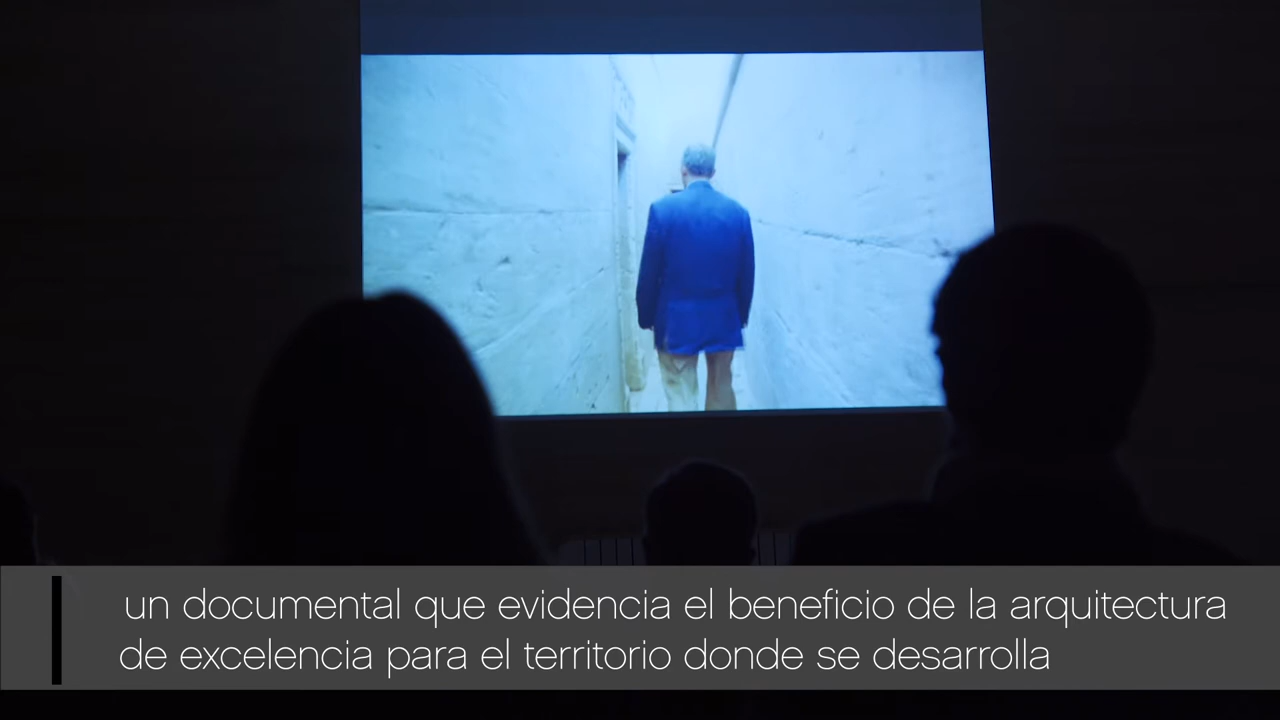 un documental que evidencia el beneficio de la arquitectura
de excelencia para el territorio donde se desarrolla